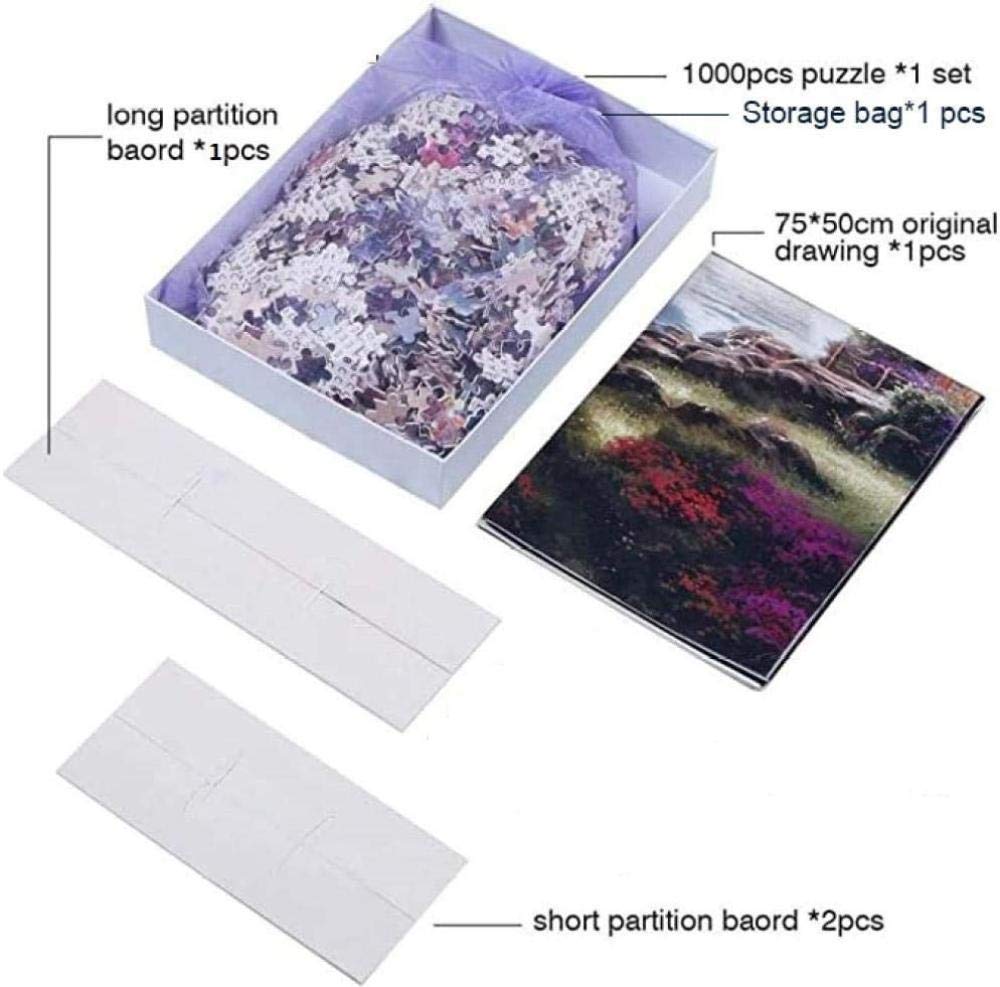 1000pcs puzzle *1 set
Storage bag*1 pcs
long partition
baord *1pcs
75*50cm original
drawing *1pcs
short partition baord *2pcs